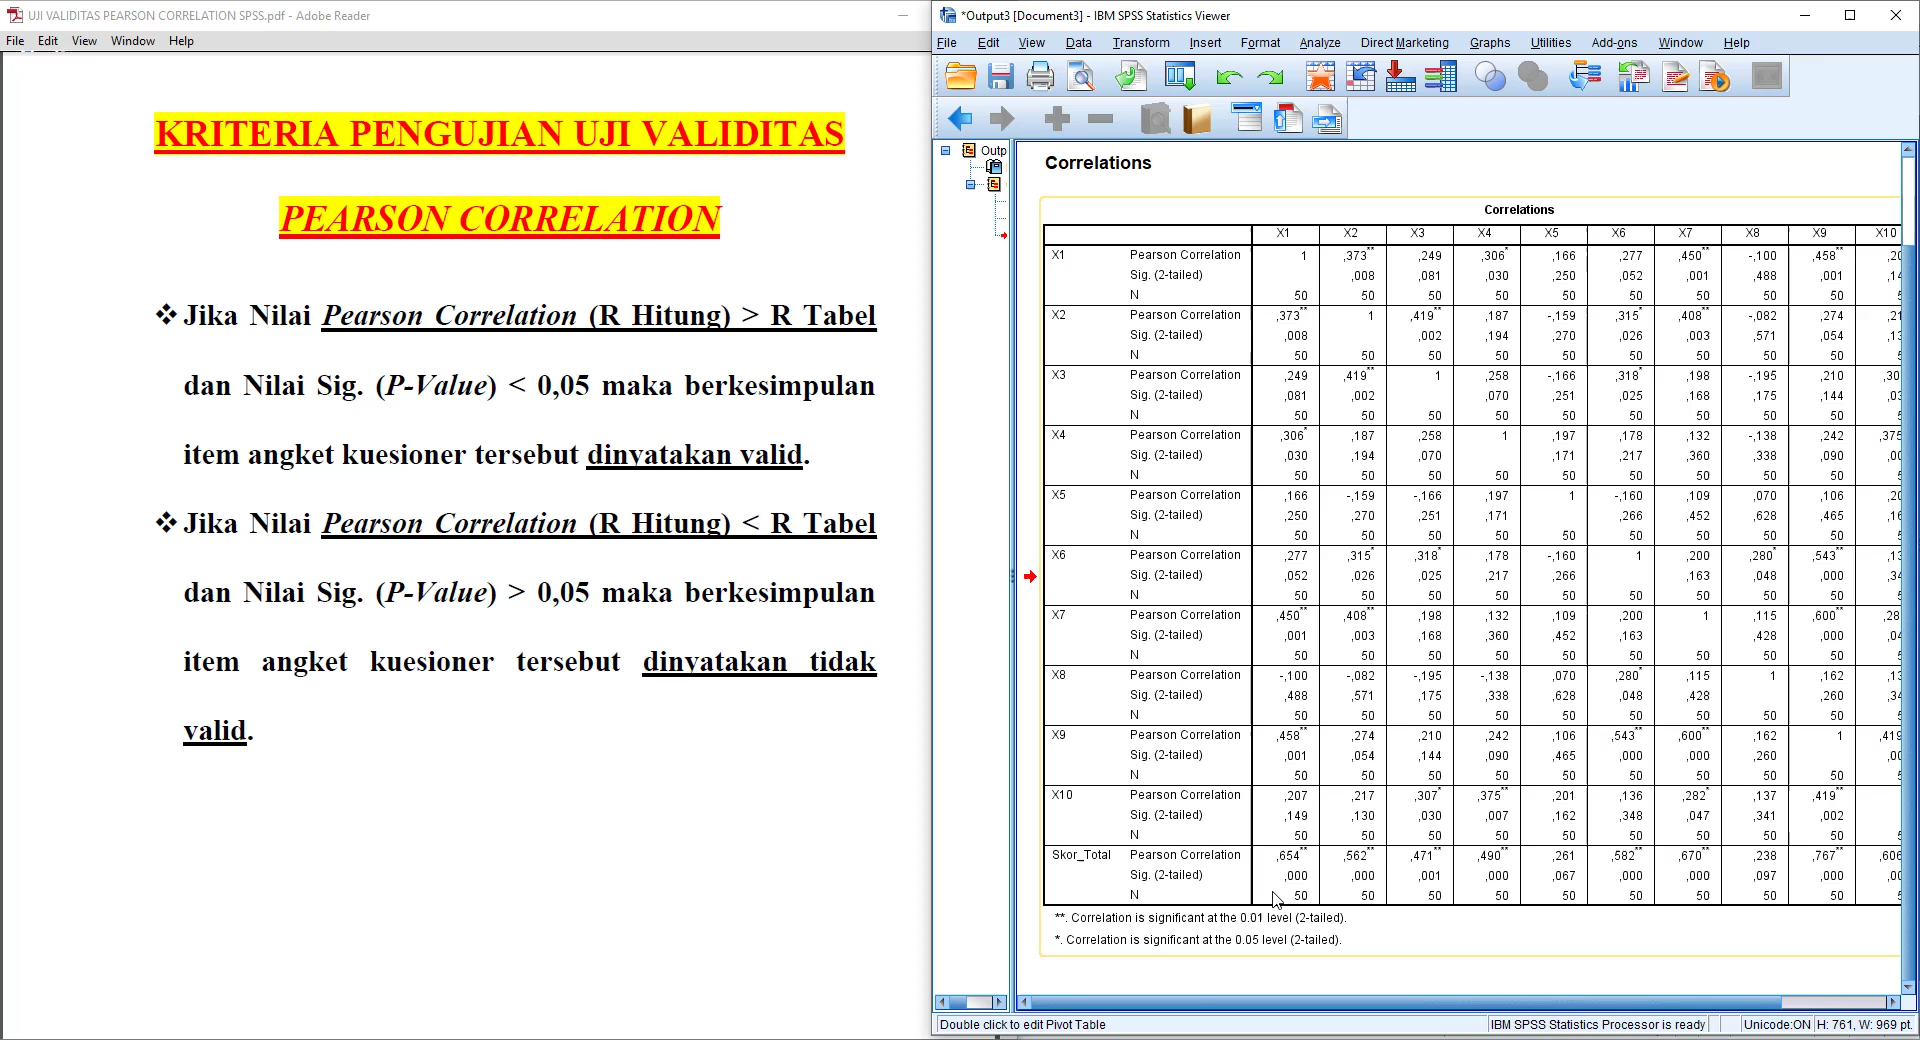 UJI VALIDITAS PEARSON CORRELATION SPSS.pdf - Adobe Reader
File Edit View Window Help
KRITERIA PENGUJIAN UJI VALIDITAS
PEARSON CORRELATION
❖ Jika Nilai Pearson Correlation (R Hitung) > R Tabel
dan Nilai Sig. (P-Value) < 0,05 maka berkesimpulan
item angket kuesioner tersebut dinyatakan valid.
❖ Jika Nilai Pearson Correlation (R Hitung) < R Tabel
dan Nilai Sig. (P-Value) > 0,05 maka berkesimpulan
item angket kuesioner tersebut dinyatakan tidak
valid.
*Output3 [Document3] - IBM SPSS Statistics Viewer
File Edit View Data Transform Insert Format Analyze Direct Marketing Graphs Utilities Add-ons Window Help
Outp
Correlations
Correlations
X1 X2 X3 X4 X5 X6 X7 X8 X9 X10
X1 Pearson Correlation 1 ,373** ,249 ,306* ,166 ,277 ,450** -,100 ,458** ,20
Sig. (2-tailed) ,008 ,081 ,030 ,250 ,052 ,001 ,488 ,001 ,14
N 50 50 50 50 50 50 50 50 50
X2 Pearson Correlation ,373** 1 ,419** ,187 -,159 ,315* ,408** -,082 ,274 ,21
Sig. (2-tailed) ,008 ,002 ,194 ,270 ,026 ,003 ,571 ,054 ,13
N 50 50 50 50 50 50 50 50 50
X3 Pearson Correlation ,249 ,419** 1 ,258 -,166 ,318* ,198 -,195 ,210 ,30
Sig. (2-tailed) ,081 ,002 ,070 ,251 ,025 ,168 ,175 ,144 ,03
N 50 50 50 50 50 50 50 50 50
X4 Pearson Correlation ,306* ,187 ,258 1 ,197 ,178 ,132 -,138 ,242 ,375
Sig. (2-tailed) ,030 ,194 ,070 ,171 ,217 ,360 ,338 ,090 ,00
N 50 50 50 50 50 50 50 50 50
X5 Pearson Correlation ,166 -,159 -,166 ,197 1 -,160 ,109 ,070 ,106 ,20
Sig. (2-tailed) ,250 ,270 ,251 ,171 ,266 ,452 ,628 ,465 ,16
N 50 50 50 50 50 50 50 50 50
X6 Pearson Correlation ,277 ,315* ,318* ,178 -,160 1 ,200 ,280* ,543** ,13
Sig. (2-tailed) ,052 ,026 ,025 ,217 ,266 ,163 ,048 ,000 ,34
N 50 50 50 50 50 50 50 50 50
X7 Pearson Correlation ,450** ,408** ,198 ,132 ,109 ,200 1 ,115 ,600** ,28
Sig. (2-tailed) ,001 ,003 ,168 ,360 ,452 ,163 ,428 ,000 ,04
N 50 50 50 50 50 50 50 50 50
X8 Pearson Correlation -,100 -,082 -,195 -,138 ,070 ,280* ,115 1 ,162 ,13
Sig. (2-tailed) ,488 ,571 ,175 ,338 ,628 ,048 ,428 ,260 ,34
N 50 50 50 50 50 50 50 50 50
X9 Pearson Correlation ,458** ,274 ,210 ,242 ,106 ,543** ,600** ,162 1 ,419
Sig. (2-tailed) ,001 ,054 ,144 ,090 ,465 ,000 ,000 ,260 ,00
N 50 50 50 50 50 50 50 50 50
X10 Pearson Correlation ,207 ,217 ,307* ,375** ,201 ,136 ,282* ,137 ,419**
Sig. (2-tailed) ,149 ,130 ,030 ,007 ,162 ,348 ,047 ,341 ,002
N 50 50 50 50 50 50 50 50 50
Skor_Total Pearson Correlation ,654** ,562** ,471** ,490** ,261 ,582** ,670** ,238 ,767** ,606
Sig. (2-tailed) ,000 ,000 ,001 ,000 ,067 ,000 ,000 ,097 ,000 ,00
N 50 50 50 50 50 50 50 50 50
**. Correlation is significant at the 0.01 level (2-tailed).
*. Correlation is significant at the 0.05 level (2-tailed).
Double click to edit Pivot Table IBM SPSS Statistics Processor is ready Unicode:ON H: 761, W: 969 pt.